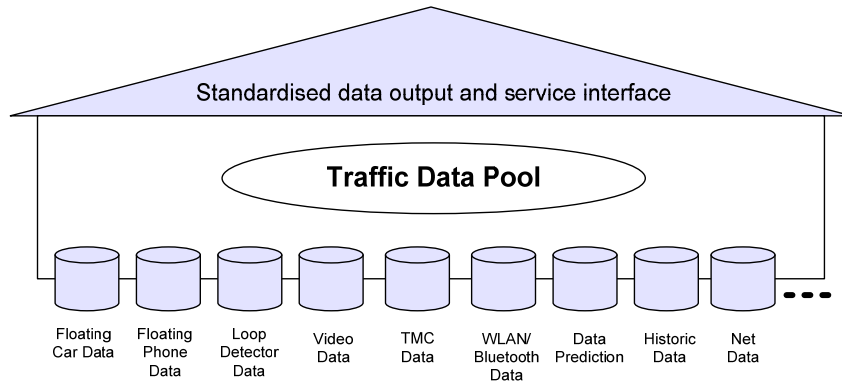 Standardised data output and service interface
Traffic Data Pool
Floating
Car Data
Floating
Phone
Data
Loop
Detector
Data
Video
Data
TMC
Data
WLAN/
Bluetooth
Data
Data
Prediction
Historic
Data
Net
Data